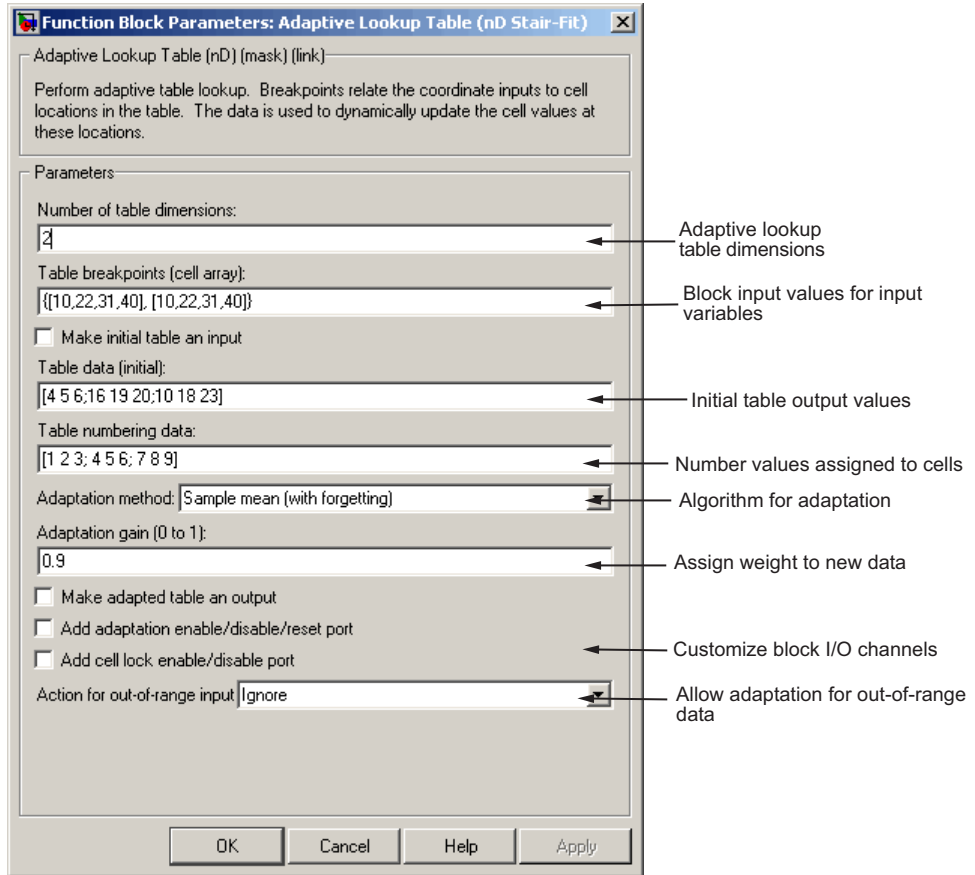 Function Block Parameters: Adaptive Lookup Table (nD Stair-Fit)
Adaptive Lookup Table (nD) (mask) (link)
Perform adaptive table lookup. Breakpoints relate the coordinate inputs to cell
locations in the table. The data is used to dynamically update the cell values at
these locations.
Parameters
Number of table dimensions:
2
Adaptive lookup
table dimensions
Table breakpoints (cell array):
{[10,22,31,40], [10,22,31,40]}
Block input values for input
variables
Make initial table an input
Table data (initial):
[4 5 6;16 19 20;10 18 23]
Initial table output values
Table numbering data:
[1 2 3; 4 5 6; 7 8 9]
Number values assigned to cells
Adaptation method: Sample mean (with forgetting)
Algorithm for adaptation
Adaptation gain (0 to 1):
0.9
Assign weight to new data
Make adapted table an output
Add adaptation enable/disable/reset port
Add cell lock enable/disable port
Customize block I/O channels
Action for out-of-range input Ignore
Allow adaptation for out-of-range
data
OK Cancel Help Apply